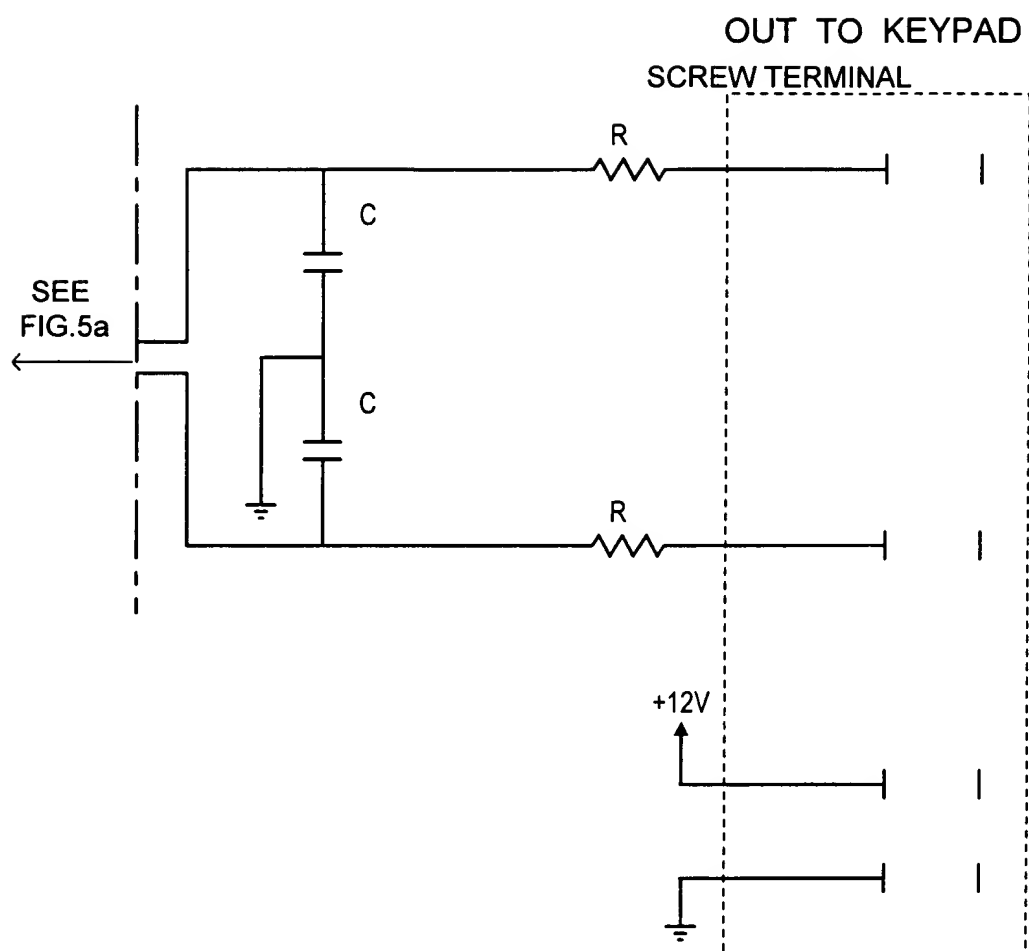 OUT TO KEYPAD
SCREW TERMINAL
R
C
SEE
FIG.5a
C
R
+12V